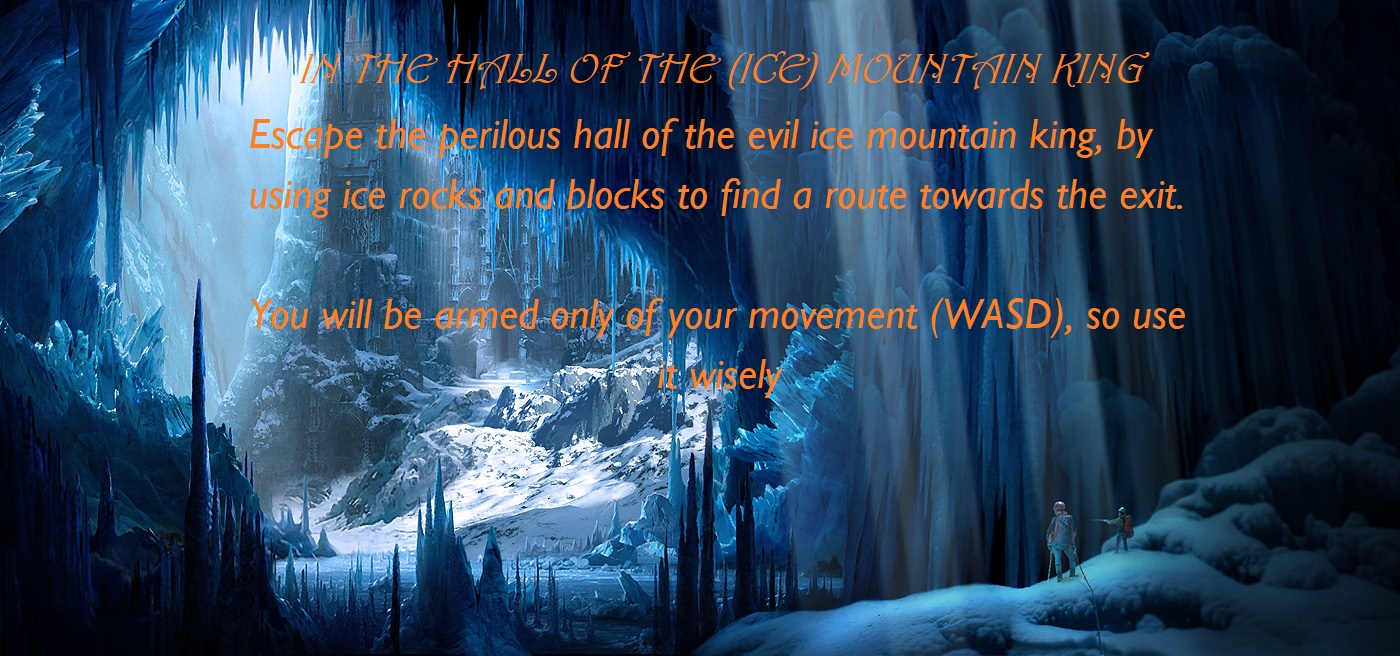 IN THE HALL OF THE (ICE) MOUNTAIN KING
Escape the perilous hall of the evil ice mountain king, by
using ice rocks and blocks to find a route towards the exit.
You will be armed only of your movement (WASD), so use
it wisely